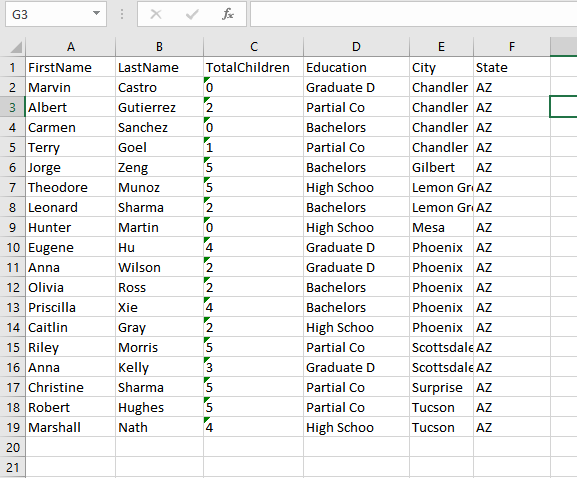 G3 fx
A B C D E F
1 FirstName LastName TotalChildren Education City State
2 Marvin Castro 0 Graduate D Chandler AZ
3 Albert Gutierrez 2 Partial Co Chandler AZ
4 Carmen Sanchez 0 Bachelors Chandler AZ
5 Terry Goel 1 Partial Co Chandler AZ
6 Jorge Zeng 5 Bachelors Gilbert AZ
7 Theodore Munoz 5 High Schoo Lemon Gr AZ
8 Leonard Sharma 2 Bachelors Lemon Gr AZ
9 Hunter Martin 0 High Schoo Mesa AZ
10 Eugene Hu 4 Graduate D Phoenix AZ
11 Anna Wilson 2 Graduate D Phoenix AZ
12 Olivia Ross 2 Bachelors Phoenix AZ
13 Priscilla Xie 4 Bachelors Phoenix AZ
14 Caitlin Gray 2 High Schoo Phoenix AZ
15 Riley Morris 5 Partial Co Scottsdale AZ
16 Anna Kelly 3 Graduate D Scottsdale AZ
17 Christine Sharma 5 Partial Co Surprise AZ
18 Robert Hughes 5 Partial Co Tucson AZ
19 Marshall Nath 4 High Schoo Tucson AZ
20
21